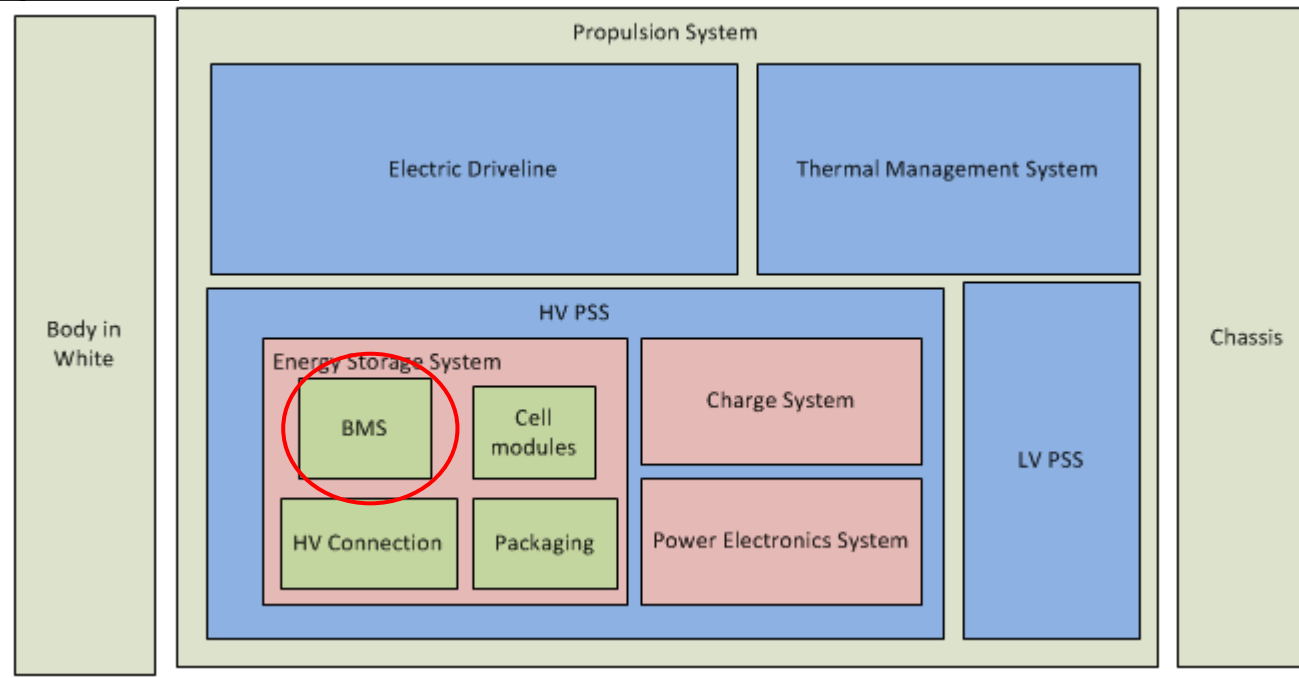 Propulsion System
Electric Driveline
Thermal Management System
Body in
White
HV PSS
Energy Storage System
BMS
Cell
modules
HV Connection
Packaging
Charge System
Power Electronics System
LV PSS
Chassis